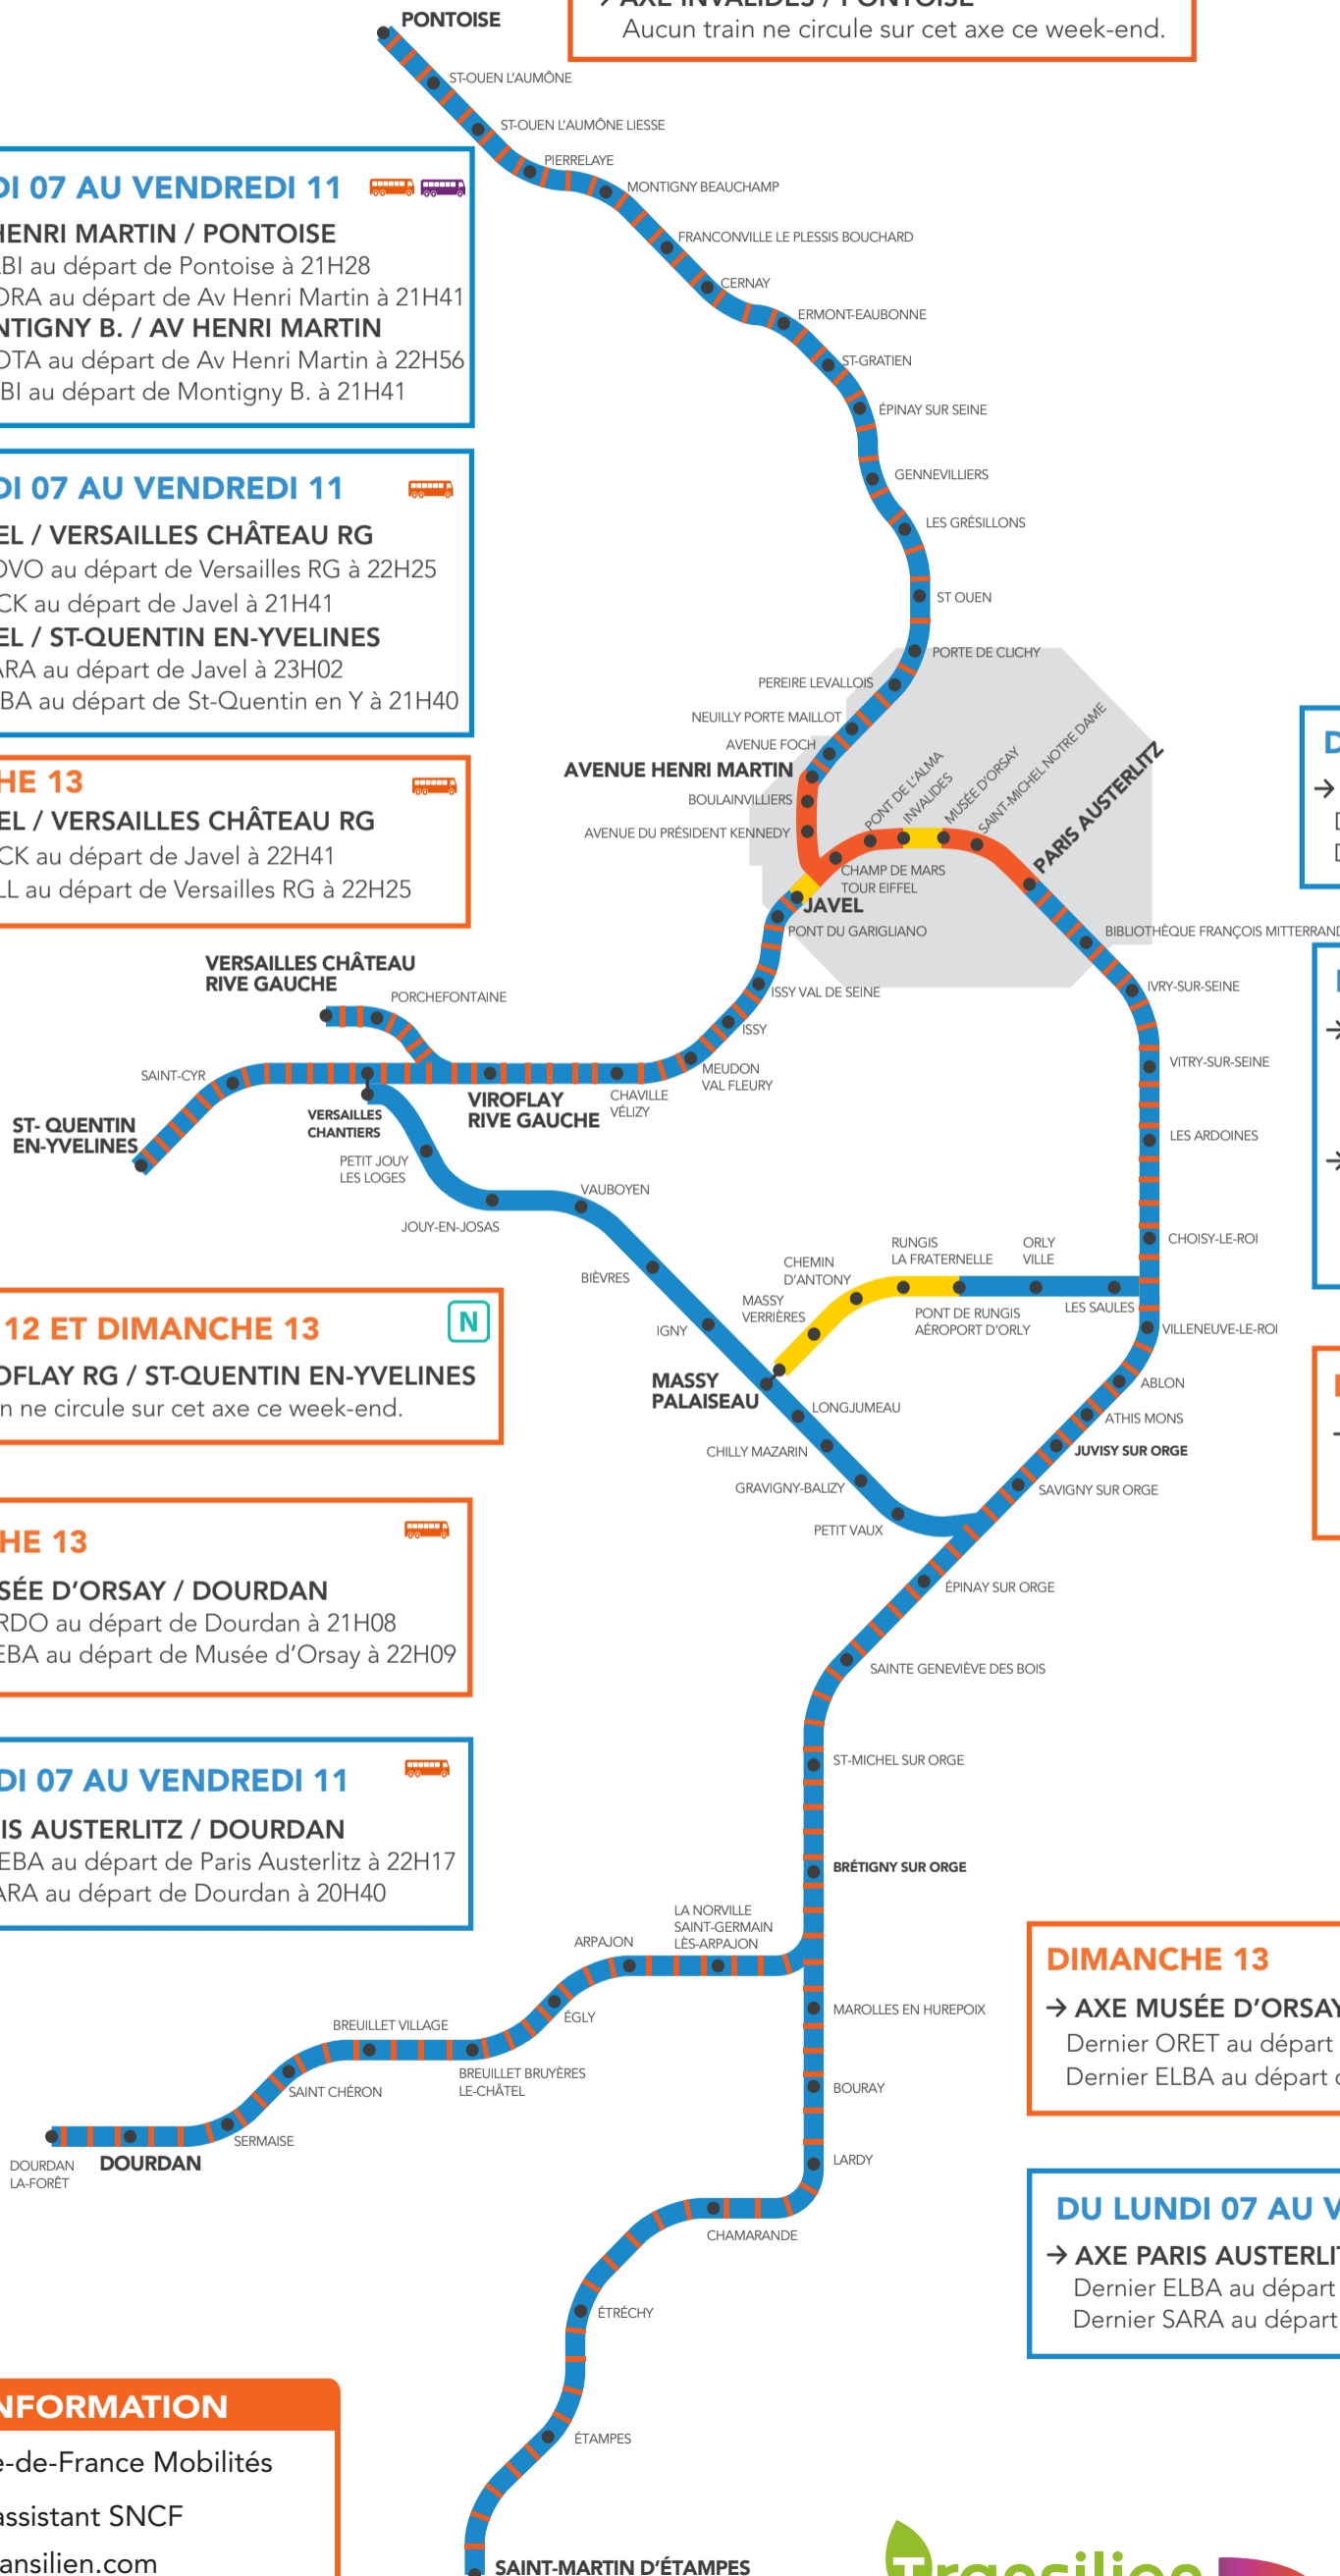 → AXE INVALIDES / PONTOISE
Aucun train ne circule sur cet axe ce week-end.
PONTOISE
ST-OUEN L'AUMÔNE
ST-OUEN L'AUMÔNE LIESSE
PIERRELAYE
MONTIGNY BEAUCHAMP
FRANCONVILLE LE PLESSIS BOUCHARD
CERNAY
ERMONT-EAUBONNE
ST-GRATIEN
ÉPINAY SUR SEINE
GENNEVILLIERS
LES GRÉSILLONS
ST OUEN
PORTE DE CLICHY
PEREIRE LEVALLOIS
NEUILLY PORTE MAILLOT
AVENUE FOCH
AVENUE HENRI MARTIN
BOULAINVILLIERS
AVENUE DU PRÉSIDENT KENNEDY
PONT DE L'ALMA
INVALIDES
MUSÉE D'ORSAY
SAINT-MICHEL NOTRE DAME
PARIS AUSTERLITZ
CHAMP DE MARS
TOUR EIFFEL
JAVEL
PONT DU GARIGLIANO
BIBLIOTHÈQUE FRANÇOIS MITTERRAND
ISSY VAL DE SEINE
ISSY
MEUDON
VAL FLEURY
CHAVILLE
VÉLIZY
VIROFLAY
RIVE GAUCHE
PORCHEFONTAINE
VERSAILLES CHÂTEAU
RIVE GAUCHE
SAINT-CYR
ST- QUENTIN
EN-YVELINES
VERSAILLES
CHANTIERS
PETIT JOUY
LES LOGES
JOUY-EN-JOSAS
VAUBOYEN
BIÈVRES
IGNY
MASSY
PALAISEAU
MASSY
VERRIÈRES
CHEMIN
D'ANTONY
RUNGIS
LA FRATERNELLE
PONT DE RUNGIS
AÉROPORT D'ORLY
ORLY
VILLE
LES SAULES
IVRY-SUR-SEINE
VITRY-SUR-SEINE
LES ARDOINES
CHOISY-LE-ROI
VILLENEUVE-LE-ROI
ABLON
ATHIS MONS
JUVISY SUR ORGE
SAVIGNY SUR ORGE
LONGJUMEAU
CHILLY MAZARIN
GRAVIGNY-BALIZY
PETIT VAUX
ÉPINAY SUR ORGE
SAINTE GENEVIÈVE DES BOIS
ST-MICHEL SUR ORGE
BRÉTIGNY SUR ORGE
LA NORVILLE
SAINT-GERMAIN
LÈS-ARPAJON
ARPAJON
ÉGLY
BREUILLET BRUYÈRES
LE-CHÂTEL
BREUILLET VILLAGE
SAINT CHÉRON
SERMAISE
DOURDAN
DOURDAN
LA-FORÊT
MAROLLES EN HUREPOIX
BOURAY
LARDY
CHAMARANDE
ÉTRÉCHY
ÉTAMPES
SAINT-MARTIN D'ÉTAMPES
DI 07 AU VENDREDI 11
HENRI MARTIN / PONTOISE
BI au départ de Pontoise à 21H28
ORA au départ de Av Henri Martin à 21H41
NTIGNY B. / AV HENRI MARTIN
OTA au départ de Av Henri Martin à 22H56
BI au départ de Montigny B. à 21H41
DI 07 AU VENDREDI 11
EL / VERSAILLES CHÂTEAU RG
OVO au départ de Versailles RG à 22H25
CK au départ de Javel à 21H41
EL / ST-QUENTIN EN-YVELINES
ARA au départ de Javel à 23H02
BA au départ de St-Quentin en Y à 21H40
HE 13
EL / VERSAILLES CHÂTEAU RG
CK au départ de Javel à 22H41
LL au départ de Versailles RG à 22H25
12 ET DIMANCHE 13
N
OFLAY RG / ST-QUENTIN EN-YVELINES
n ne circule sur cet axe ce week-end.
HE 13
SÉE D'ORSAY / DOURDAN
RDO au départ de Dourdan à 21H08
EBA au départ de Musée d'Orsay à 22H09
DI 07 AU VENDREDI 11
IS AUSTERLITZ / DOURDAN
EBA au départ de Paris Austerlitz à 22H17
ARA au départ de Dourdan à 20H40
DIMANCHE 13
→ AXE MUSÉE D'ORSAY
Dernier ORET au départ
Dernier ELBA au départ
DU LUNDI 07 AU V
→ AXE PARIS AUSTERLIT
Dernier ELBA au départ
Dernier SARA au départ
NFORMATION
e-de-France Mobilités
assistant SNCF
ansilien.com
Transilien